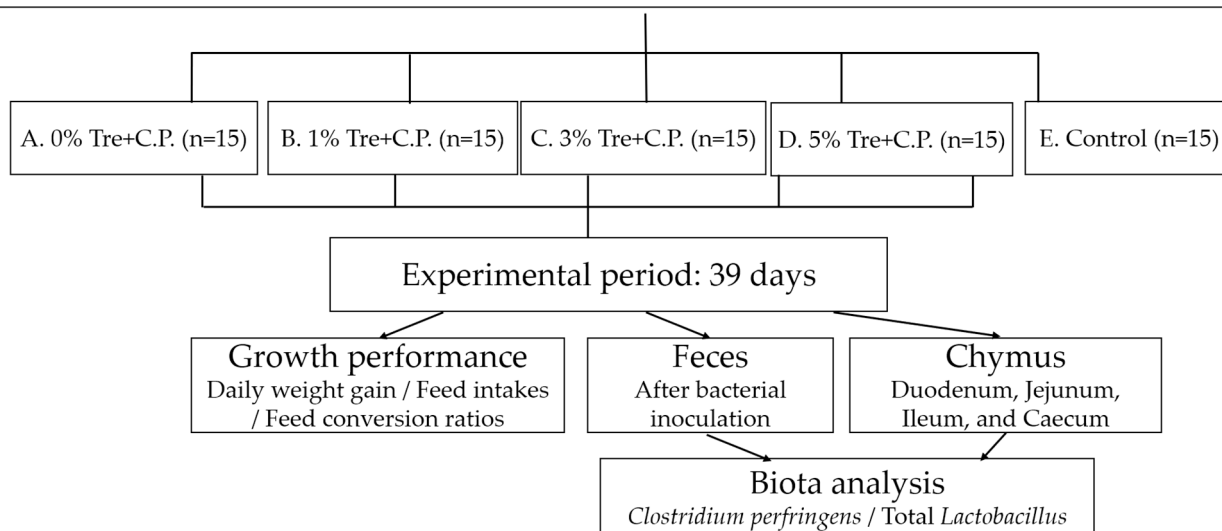 A. 0% Tre+C.P. (n=15)
B. 1% Tre+C.P. (n=15)
C. 3% Tre+C.P. (n=15)
D. 5% Tre+C.P. (n=15)
E. Control (n=15)
Experimental period: 39 days
Growth performance
Daily weight gain / Feed intakes
/ Feed conversion ratios
Feces
After bacterial
inoculation
Chymus
Duodenum, Jejunum,
Ileum, and Caecum
Biota analysis
Clostridium perfringens / Total Lactobacillus